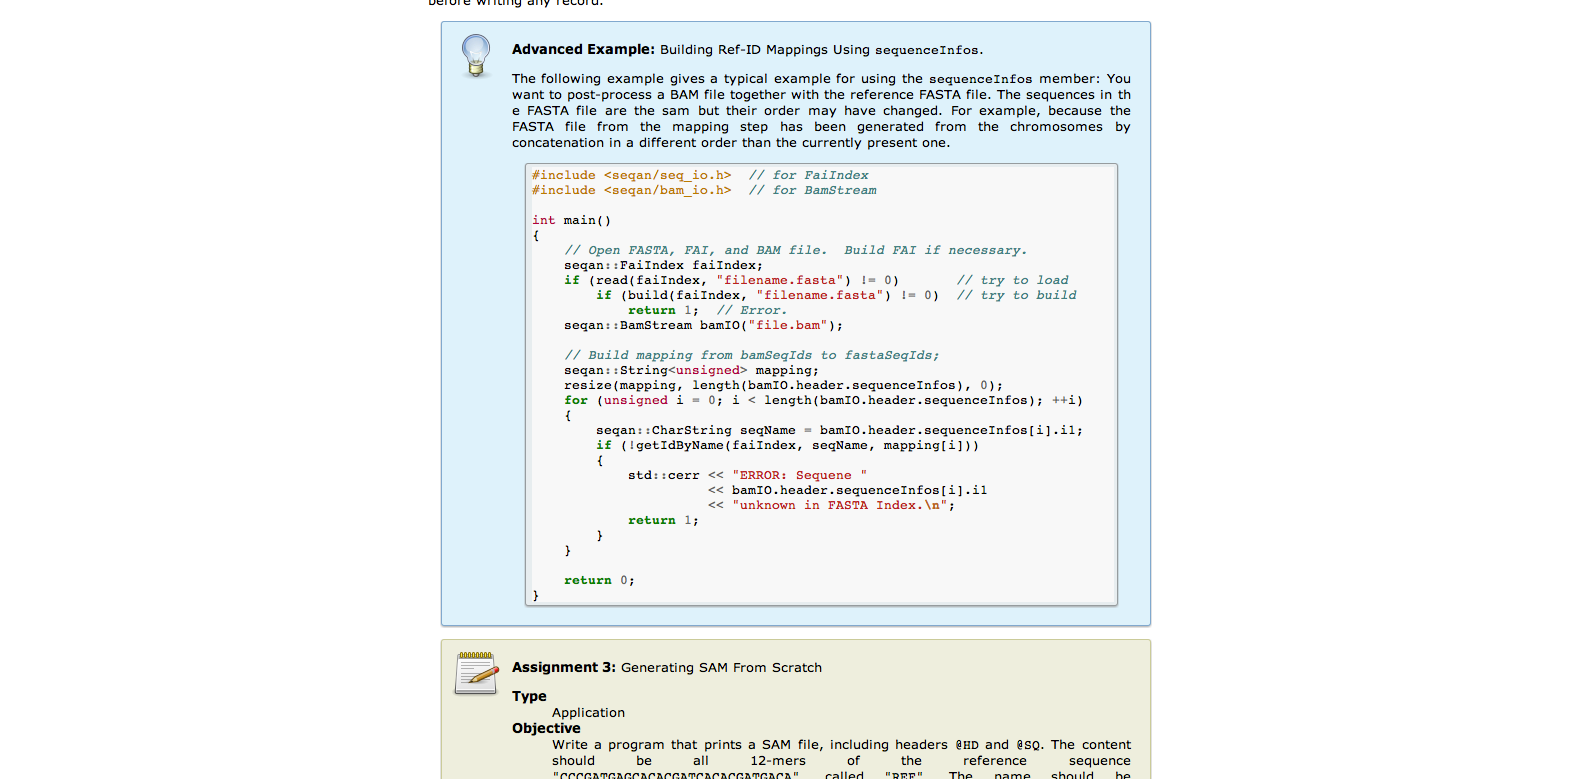 before writing any record.
Advanced Example: Building Ref-ID Mappings Using sequenceInfos.
The following example gives a typical example for using the sequenceInfos member: You
want to post-process a BAM file together with the reference FASTA file. The sequences in th
e FASTA file are the sam but their order may have changed. For example, because the
FASTA file from the mapping step has been generated from the chromosomes by
concatenation in a different order than the currently present one.
#include <seqan/seq_io.h>  // for FaiIndex
#include <seqan/bam_io.h>  // for BamStream
int main()
{
    // Open FASTA, FAI, and BAM file.  Build FAI if necessary.
    seqan::FaiIndex faiIndex;
    if (read(faiIndex, "filename.fasta") != 0)       // try to load
        if (build(faiIndex, "filename.fasta") != 0)  // try to build
            return 1;  // Error.
    seqan::BamStream bamIO("file.bam");
    // Build mapping from bamSeqIds to fastaSeqIds;
    seqan::String<unsigned> mapping;
    resize(mapping, length(bamIO.header.sequenceInfos), 0);
    for (unsigned i = 0; i < length(bamIO.header.sequenceInfos); ++i)
    {
        seqan::CharString seqName = bamIO.header.sequenceInfos[i].i1;
        if (!getIdByName(faiIndex, seqName, mapping[i]))
        {
            std::cerr << "ERROR: Sequene "
                      << bamIO.header.sequenceInfos[i].i1
                      << "unknown in FASTA Index.\n";
            return 1;
        }
    }
    return 0;
}
Assignment 3: Generating SAM From Scratch
Type
Application
Objective
Write a program that prints a SAM file, including headers @HD and @SQ. The content
should be all 12-mers of the reference sequence
"CCCGATGAGCACACGATCACACGATGACA" called "REF". The name should be